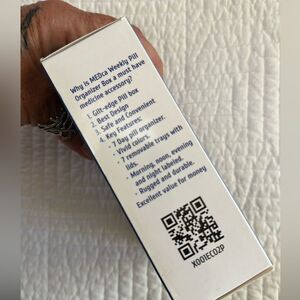 Why is MEDca Weekly Pill
Organizer Box a must have
medicine accessory?
1. Gilt-edge Pill box
2. Best Design
3. Safe and Convenient
4. Key Features:
• 7 Day pill organizer.
• Vivid colors.
• 7 removable trays with
lids.
• Morning, noon, evening
and night labeled.
• Rugged and durable.
Excellent value for money
X001EC02P